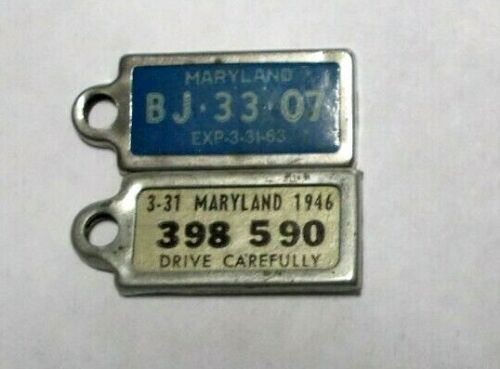 MARYLAND
BJ·33·07
EXP-3-31-63
3-31 MARYLAND 1946
398 590
DRIVE CAREFULLY